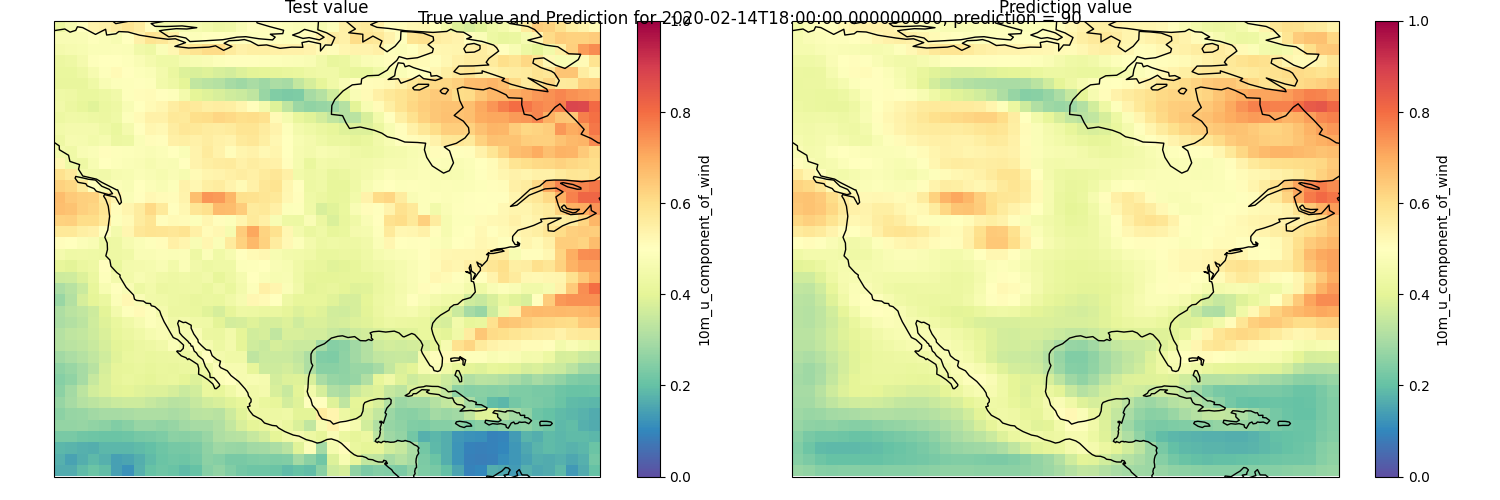 Test value
True value and Prediction for 2020-02-14T18:00:00.000000000, prediction = 90
Prediction value
1.0
0.8
0.6
0.4
0.2
0.0
10m_u_component_of_wind
1.0
0.8
0.6
0.4
0.2
0.0
10m_u_component_of_wind